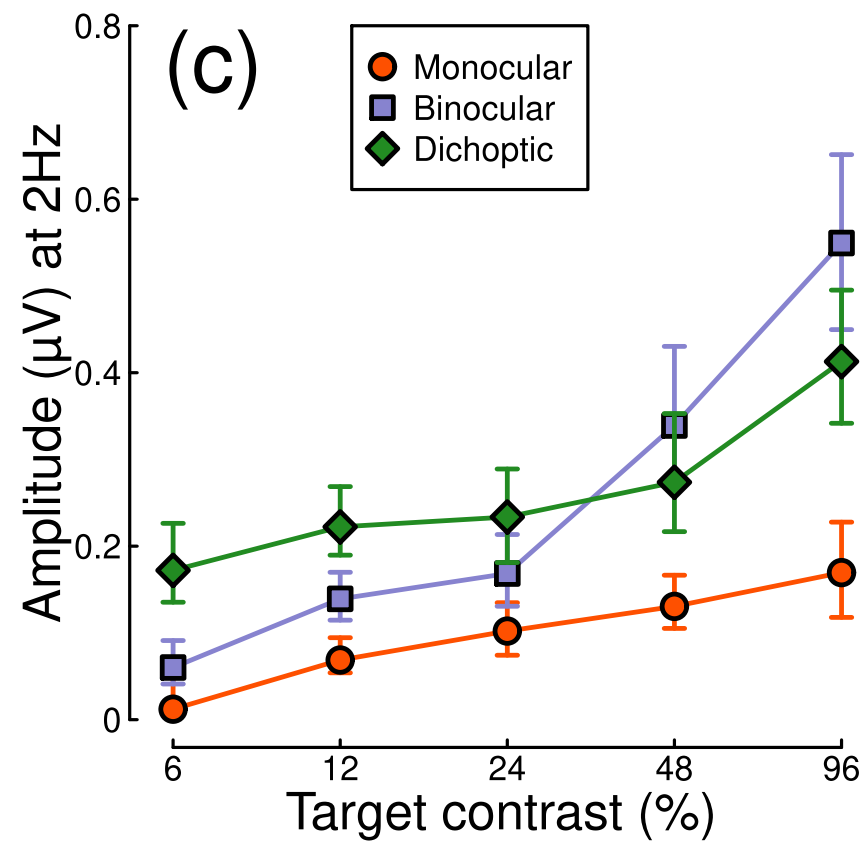 (c)
Monocular
Binocular
Dichoptic
Amplitude (µV) at 2Hz
0.8
0.6
0.4
0.2
0
6 12 24 48 96
Target contrast (%)